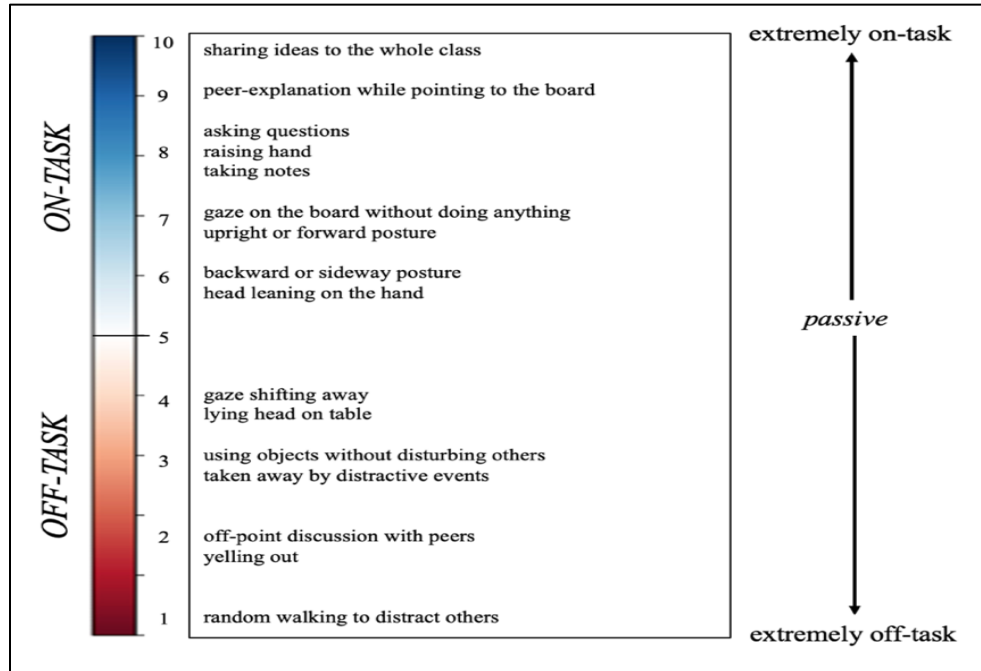 10
9
8
7
6
5
4
3
2
1
ON-TASK
OFF-TASK
sharing ideas to the whole class
peer-explanation while pointing to the board
asking questions
raising hand
taking notes
gaze on the board without doing anything
upright or forward posture
backward or sideway posture
head leaning on the hand
gaze shifting away
lying head on table
using objects without disturbing others
taken away by distractive events
off-point discussion with peers
yelling out
random walking to distract others
extremely on-task
passive
extremely off-task